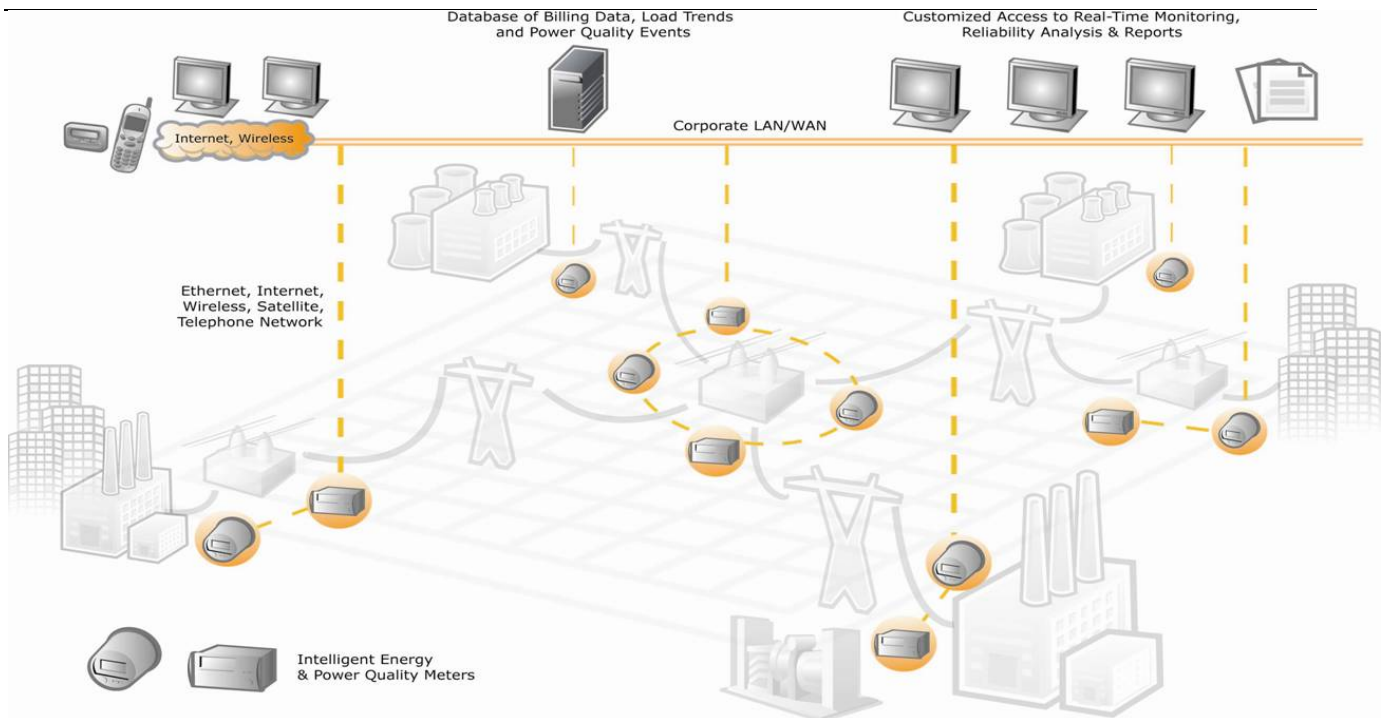 Database of Billing Data, Load Trends
and Power Quality Events
Customized Access to Real-Time Monitoring,
Reliability Analysis & Reports
Internet, Wireless
Corporate LAN/WAN
Ethernet, Internet,
Wireless, Satellite,
Telephone Network
Intelligent Energy
& Power Quality Meters